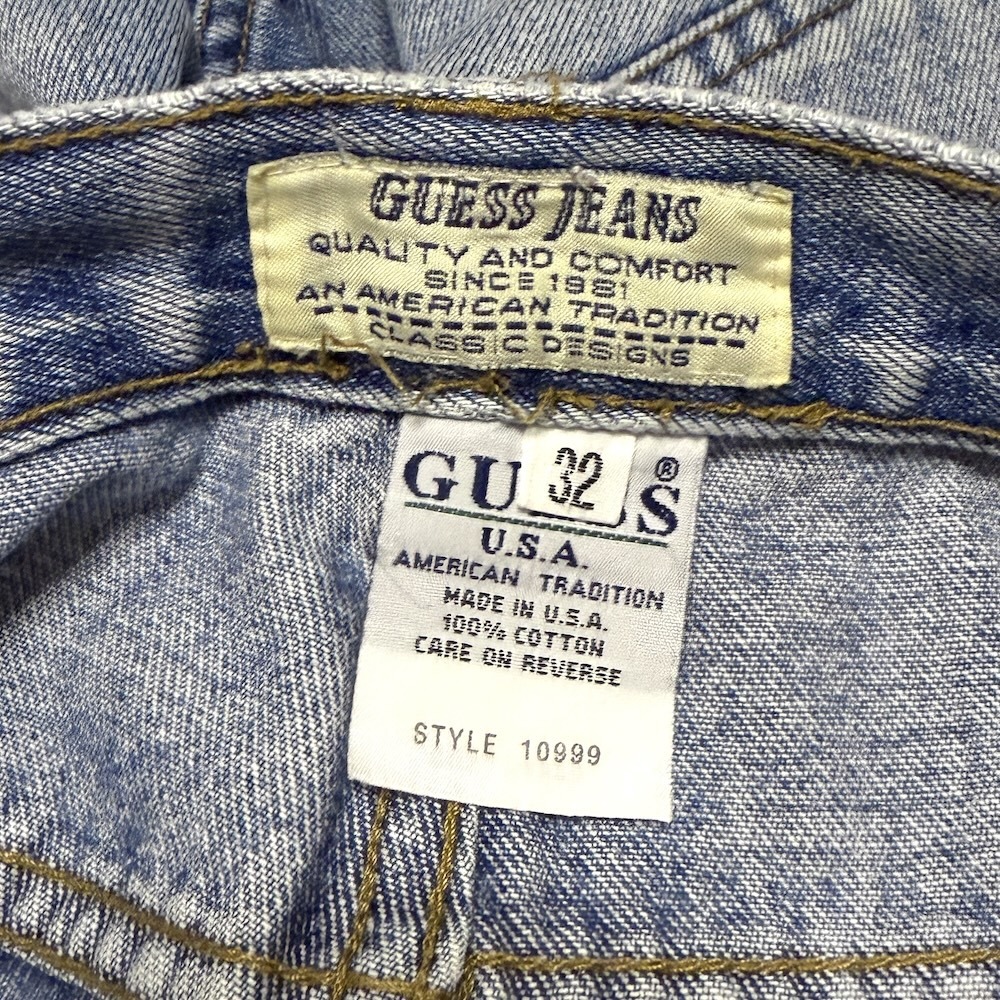 GUESS JEANS
QUALITY AND COMFORT
SINCE 1981
AN AMERICAN TRADITION
CLASSIC DESIGNS
32
GU S®
U.S.A.
AMERICAN TRADITION
MADE IN U.S.A.
100% COTTON
CARE ON REVERSE
STYLE 10999